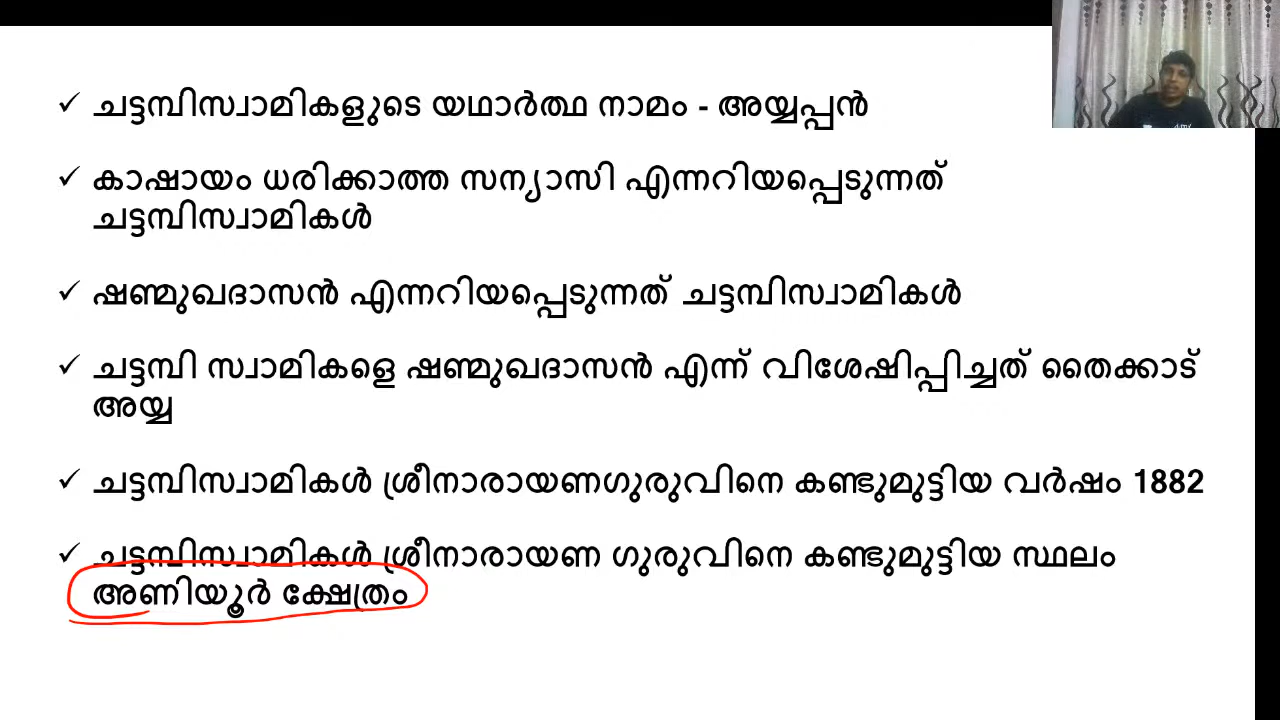 ✓ ചട്ടമ്പിസ്വാമികളുടെ യഥാർത്ഥ നാമം - അയ്യപ്പൻ
✓ കാഷായം ധരിക്കാത്ത സന്യാസി എന്നറിയപ്പെടുന്നത്
ചട്ടമ്പിസ്വാമികൾ
✓ ഷണ്മുഖദാസൻ എന്നറിയപ്പെടുന്നത് ചട്ടമ്പിസ്വാമികൾ
✓ ചട്ടമ്പി സ്വാമികളെ ഷണ്മുഖദാസൻ എന്ന് വിശേഷിപ്പിച്ചത് തൈക്കാട്
അയ്യ
✓ ചട്ടമ്പിസ്വാമികൾ ശ്രീനാരായണഗുരുവിനെ കണ്ടുമുട്ടിയ വർഷം 1882
✓ ചട്ടമ്പിസ്വാമികൾ ശ്രീനാരായണ ഗുരുവിനെ കണ്ടുമുട്ടിയ സ്ഥലം
അണിയൂർ ക്ഷേത്രം